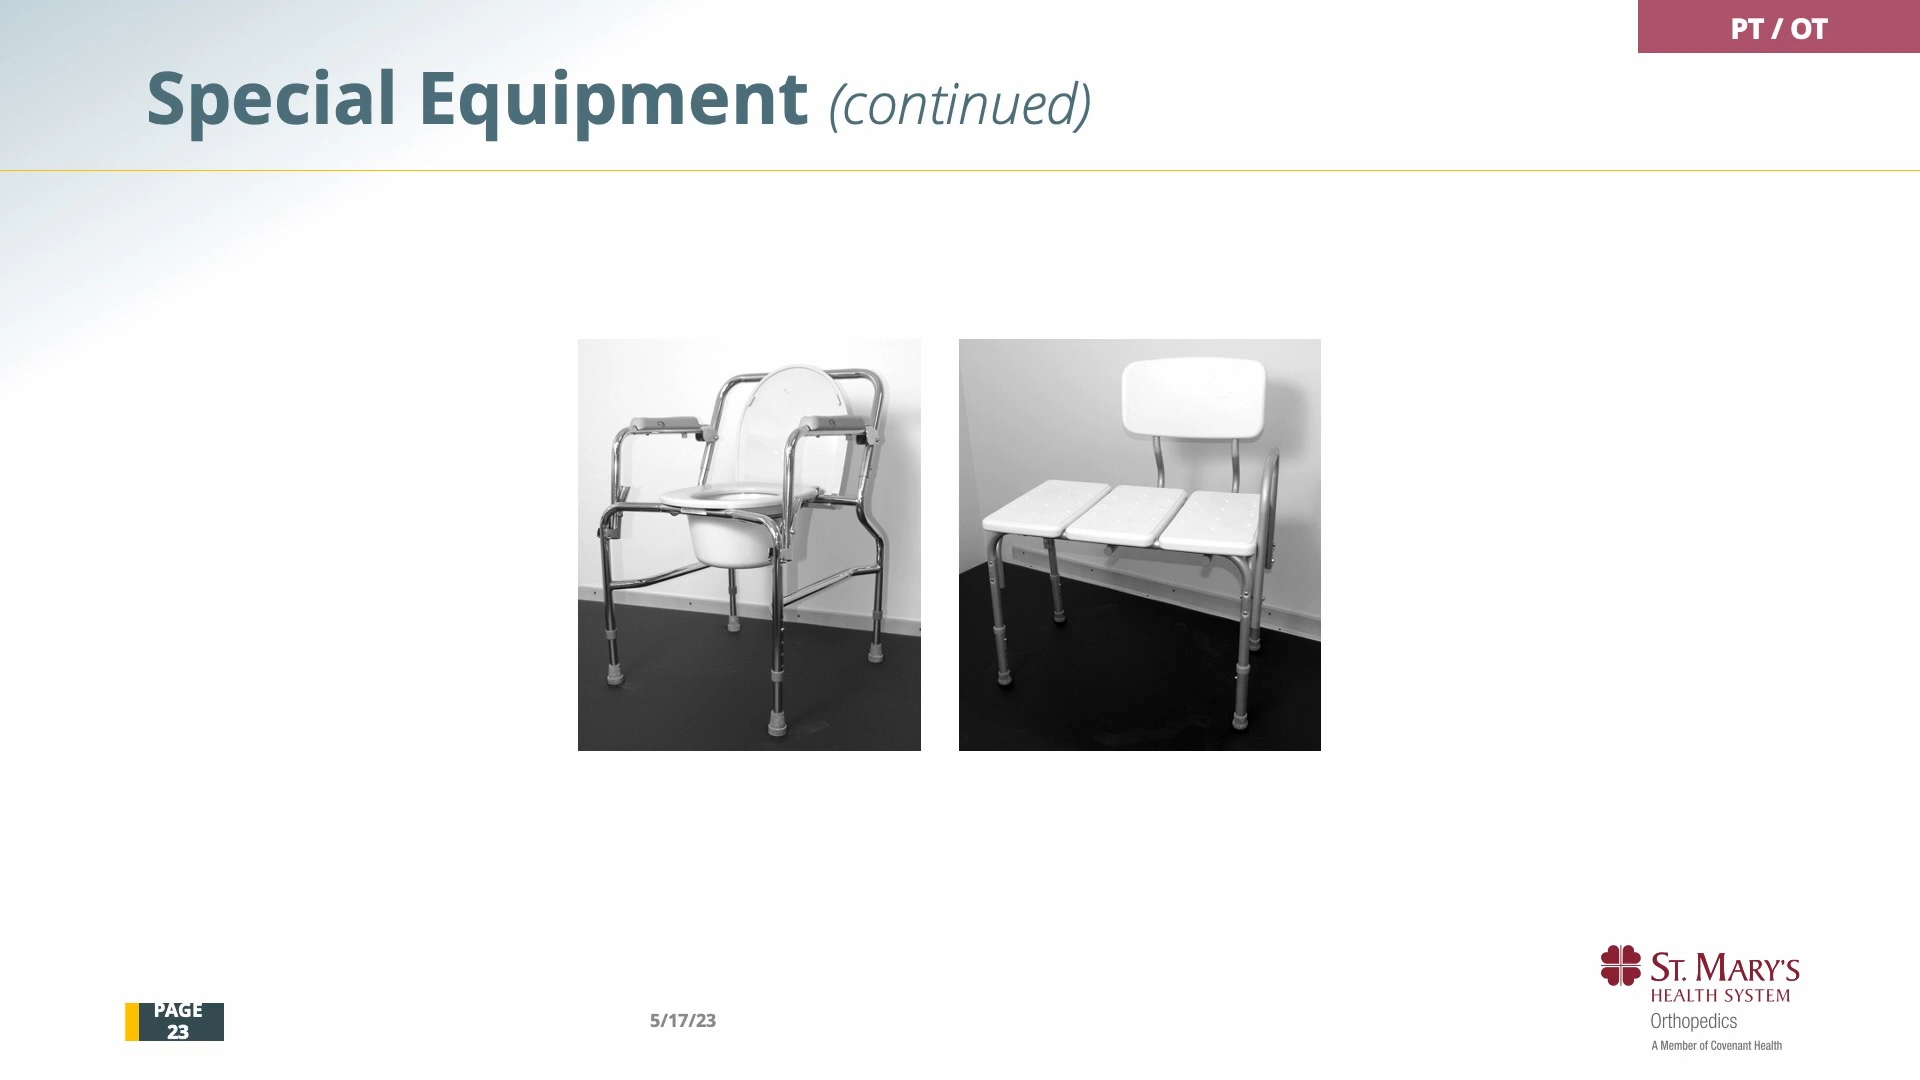 PT / OT
Special Equipment (continued)
PAGE
23
5/17/23
ST. MARY'S
HEALTH SYSTEM
Orthopedics
A Member of Covenant Health